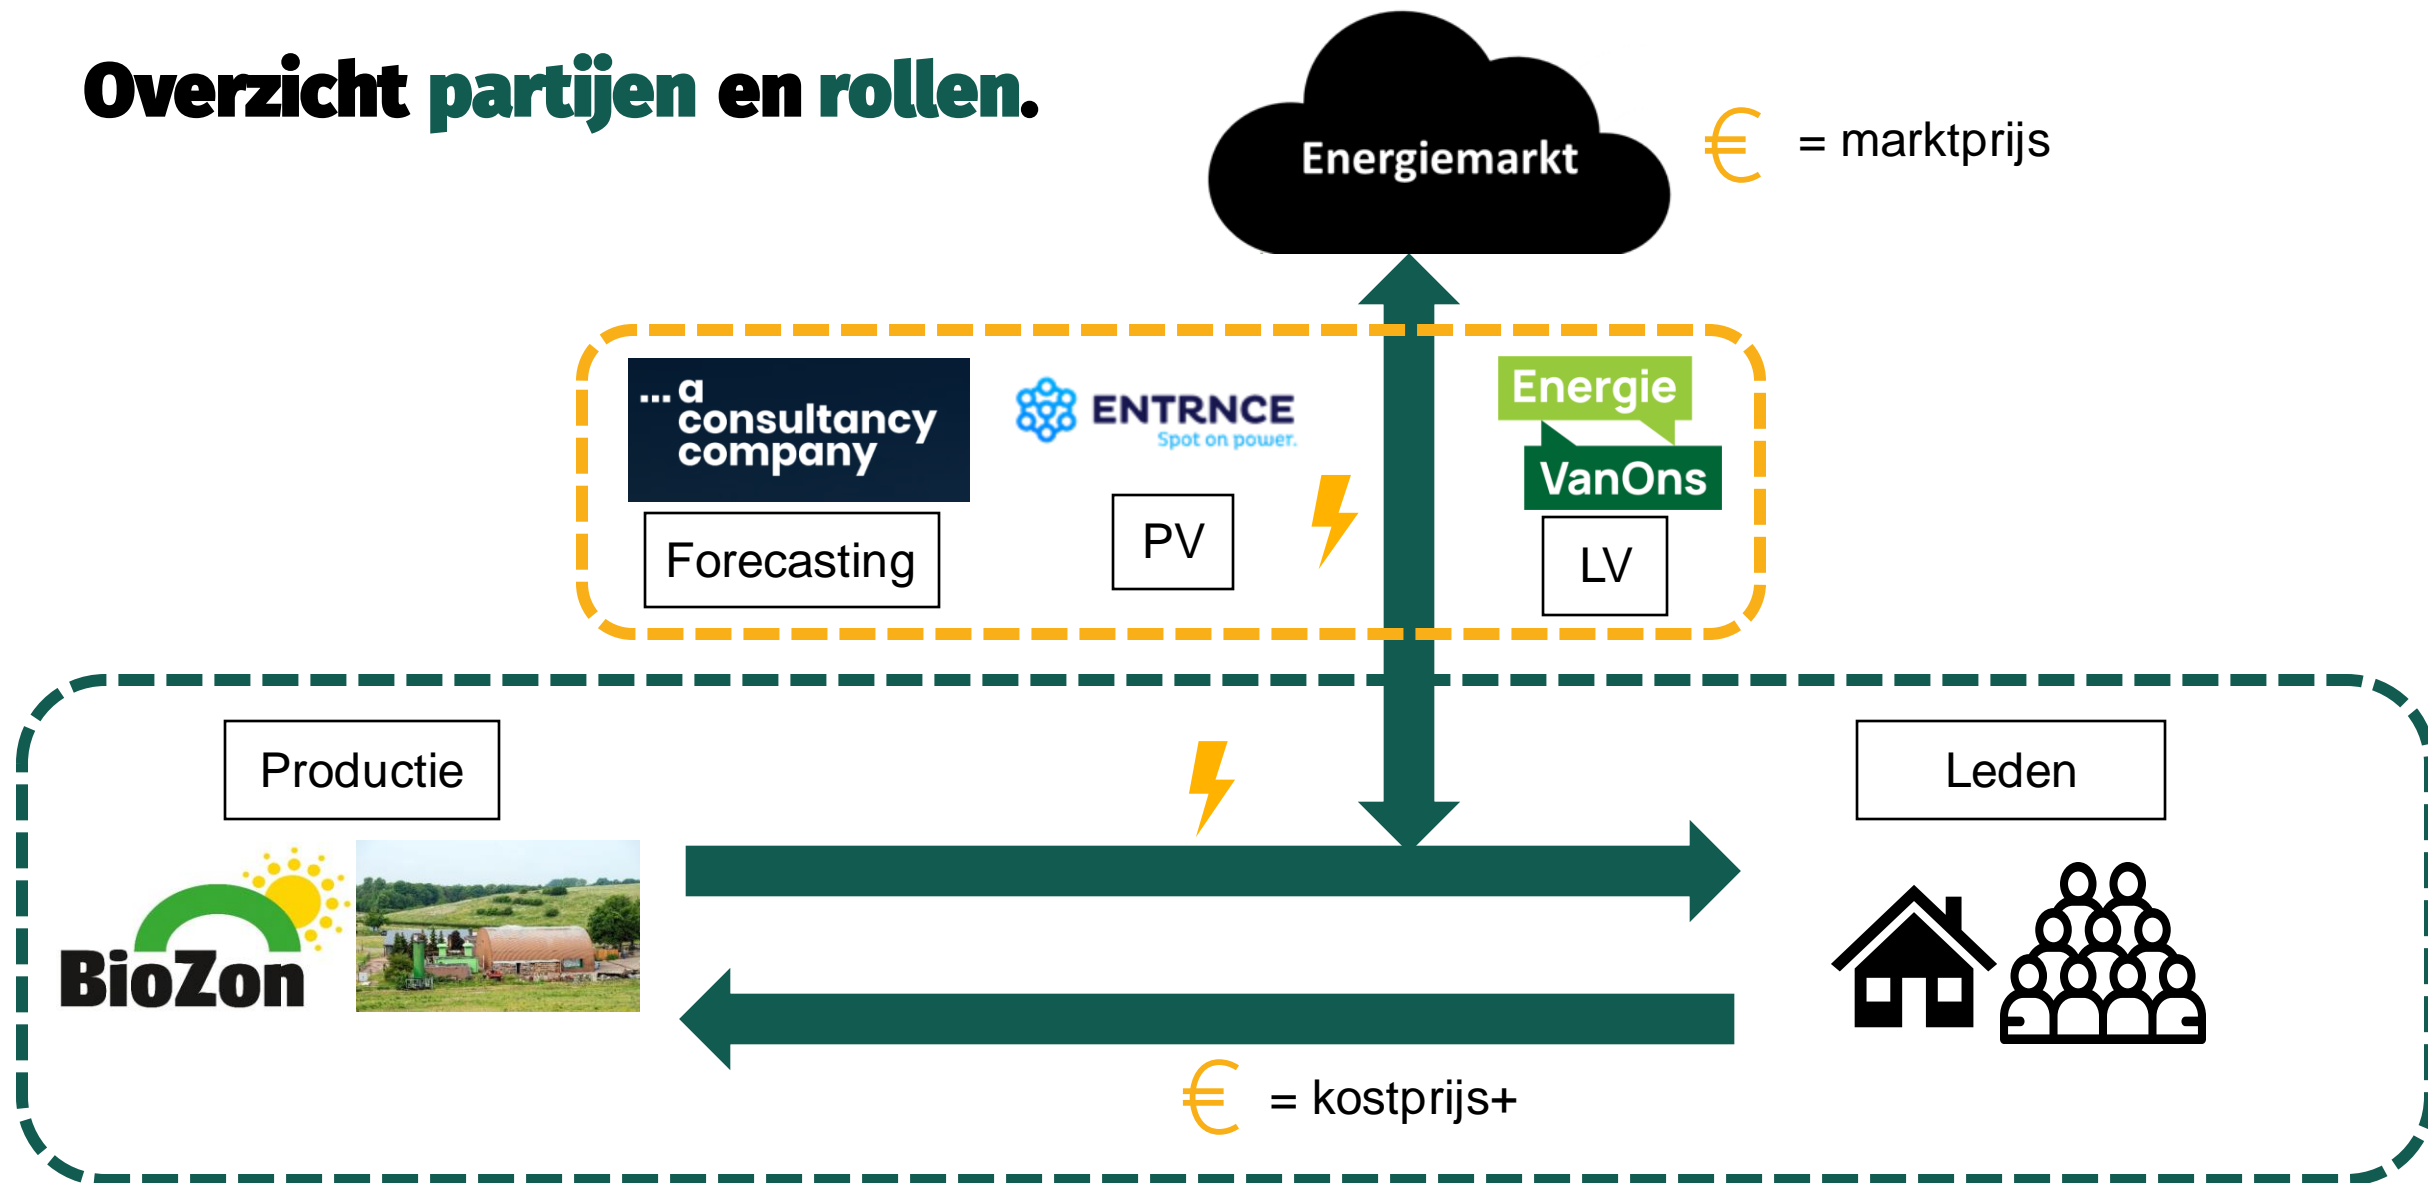 Overzicht partijen en rollen.
Energiemarkt
€ = marktprijs
... a
consultancy
company
Forecasting
ENTRNCE
Spot on power.
PV
Energie
VanOns
LV
Productie
Leden
BioZon
€ = kostprijs+